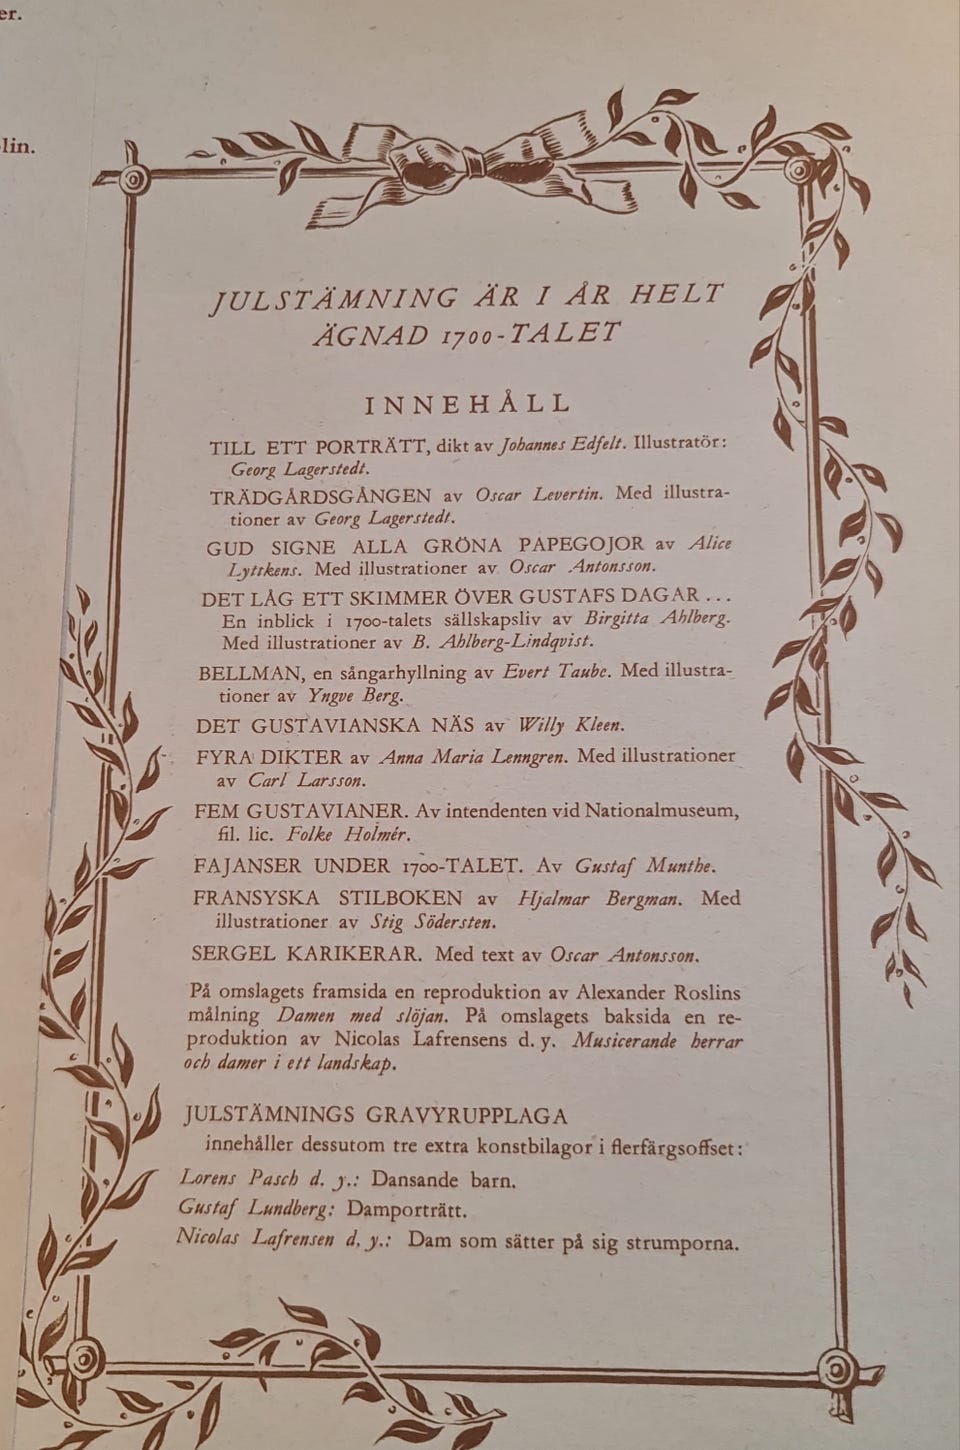 er.
lin.
JULSTÄMNING ÄR I ÅR HELT
ÄGNAD 1700-TALET
INNEHÅLL
TILL ETT PORTRÄTT, dikt av Johannes Edfelt. Illustratör:
Georg Lagerstedt.
TRÄDGÅRDSGÅNGEN av Oscar Levertin. Med illustra-
tioner av Georg Lagerstedt.
GUD SIGNE ALLA GRÖNA PAPEGOJOR av Alice
Lyttkens. Med illustrationer av Oscar Antonsson.
DET LÅG ETT SKIMMER ÖVER GUSTAFS DAGAR...
En inblick i 1700-talets sällskapsliv av Birgitta Ahlberg.
Med illustrationer av B. Ahlberg-Lindqvist.
BELLMAN, en sångarhyllning av Evert Taube. Med illustra-
tioner av Yngve Berg.
DET GUSTAVIANSKA NÄS av Willy Kleen.
FYRA DIKTER av Anna Maria Lenngren. Med illustrationer
av Carl Larsson.
FEM GUSTAVIANER. Av intendenten vid Nationalmuseum,
fil. lic. Folke Holmér.
FAJANSER UNDER 1700-TALET. Av Gustaf Munthe.
FRANSYSKA STILBOKEN av Hjalmar Bergman. Med
illustrationer av Stig Södersten.
SERGEL KARIKERAR. Med text av Oscar Antonsson.
På omslagets framsida en reproduktion av Alexander Roslins
målning Damen med slöjan. På omslagets baksida en re-
produktion av Nicolas Lafrensens d. y. Musicerande herrar
och damer i ett landskap.
JULSTÄMNINGS GRAVYRUPPLAGA
innehåller dessutom tre extra konstbilagor i flerfärgsoffset:
Lorens Pasch d. y.: Dansande barn.
Gustaf Lundberg: Damporträtt.
Nicolas Lafrensen d. y.: Dam som sätter på sig strumporna.